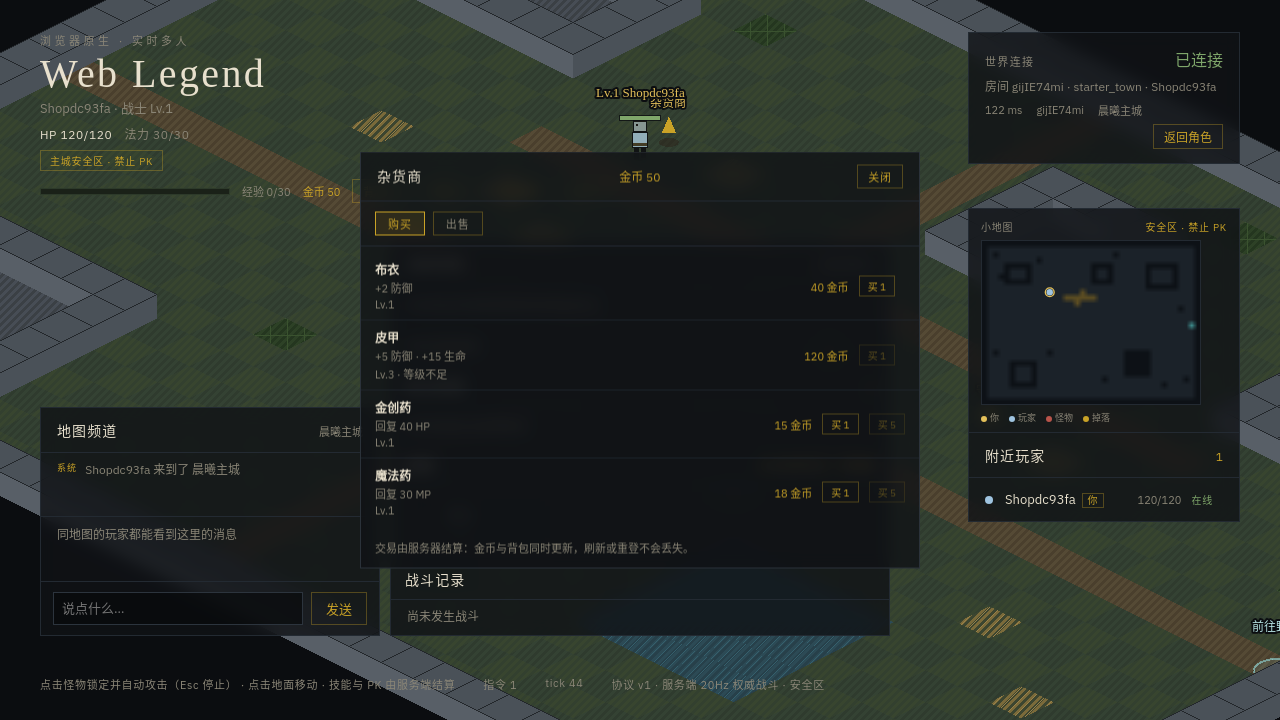 浏览器原生 · 实时多人
Web Legend
Shopdc93fa · 战士 Lv.1
HP 120/120 法力 30/30
主城安全区 · 禁止 PK
经验 0/30 金币 50
Lv.1 Shopdc93fa
杂货商
世界连接 已连接
房间 gijIE74mi · starter_town · Shopdc93fa
122 ms gijIE74mi 晨曦主城
返回角色
杂货商 金币 50 关闭
购买 出售
布衣
+2 防御
Lv.1
40 金币 买 1
皮甲
+5 防御 · +15 生命
Lv.3 · 等级不足
120 金币 买 1
金创药
回复 40 HP
Lv.1
15 金币 买 1 买 5
魔法药
回复 30 MP
Lv.1
18 金币 买 1 买 5
交易由服务器结算：金币与背包同时更新，刷新或重登不会丢失。
小地图 安全区 · 禁止 PK
你 玩家 怪物 掉落
附近玩家 1
Shopdc93fa 你 120/120 在线
地图频道 晨曦主城
系统 Shopdc93fa 来到了 晨曦主城
同地图的玩家都能看到这里的消息
说点什么... 发送
战斗记录
尚未发生战斗
前往
点击怪物锁定并自动攻击（Esc 停止） · 点击地面移动 · 技能与 PK 由服务端结算 指令 1 tick 44 协议 v1 · 服务端 20Hz 权威战斗 · 安全区